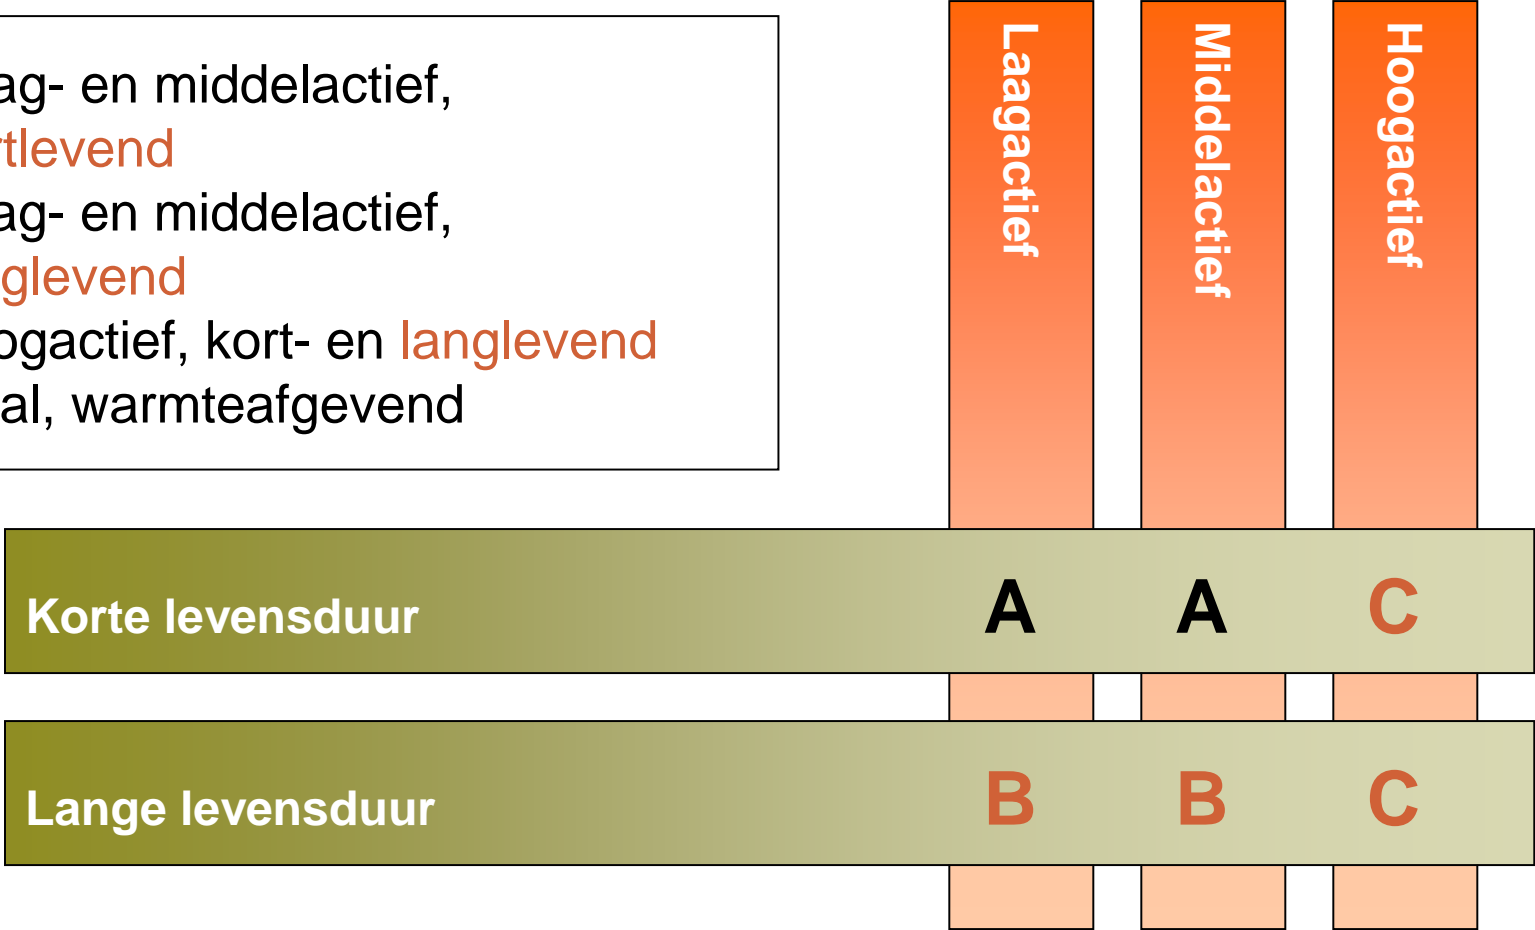 ag- en middelactief,
rtlevend
ag- en middelactief,
glevend
ogactief, kort- en langlevend
al, warmteafgevend
Laagactief
Middelactief
Hoogactief
Korte levensduur A A C
Lange levensduur B B C